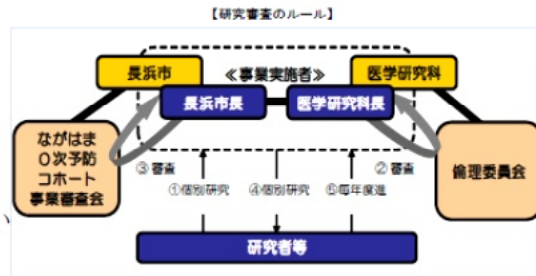 【研究審査のルール】
長浜市
≪事業実施者≫
医学研究科
長浜市長
医学研究科長
ながはま
0次予防
コホート
事業審査会
③審査
②審査
倫理委員会
①個別研究
④個別研究
⑤毎年度進
研究者等